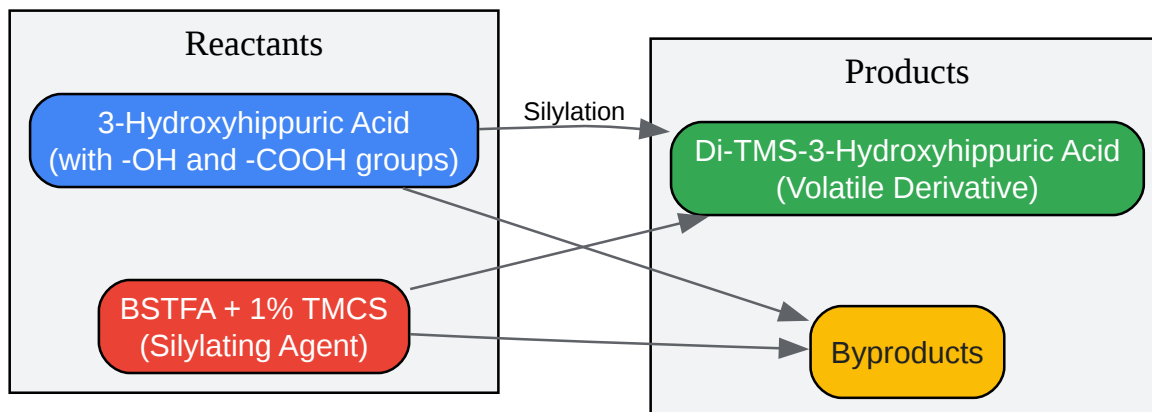 Reactants
3-Hydroxyhippuric Acid
(with -OH and -COOH groups)
BSTFA + 1% TMCS
(Silylating Agent)
Silylation
Products
Di-TMS-3-Hydroxyhippuric Acid
(Volatile Derivative)
Byproducts